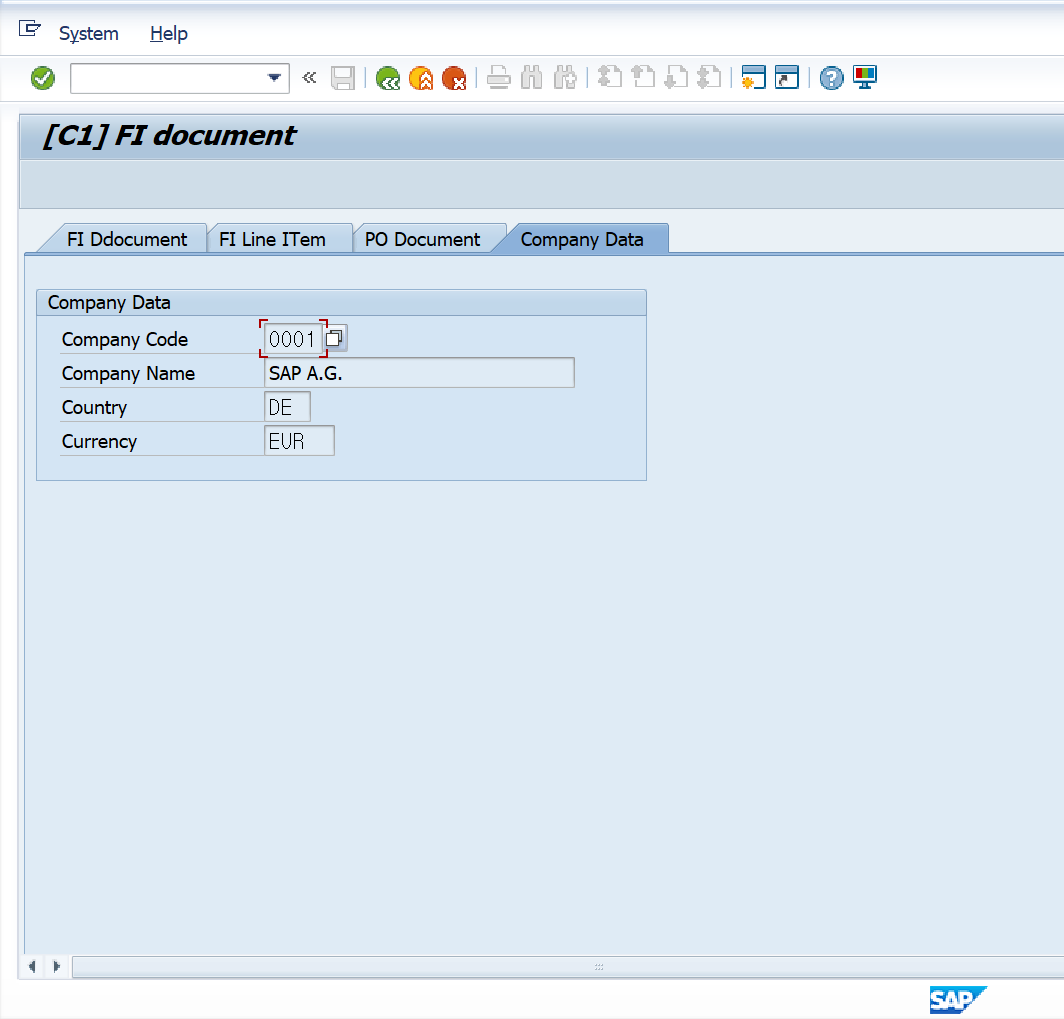 System Help
[C1] FI document
FI Ddocument FI Line ITem PO Document Company Data
Company Data
Company Code 0001
Company Name SAP A.G.
Country DE
Currency EUR
SAP